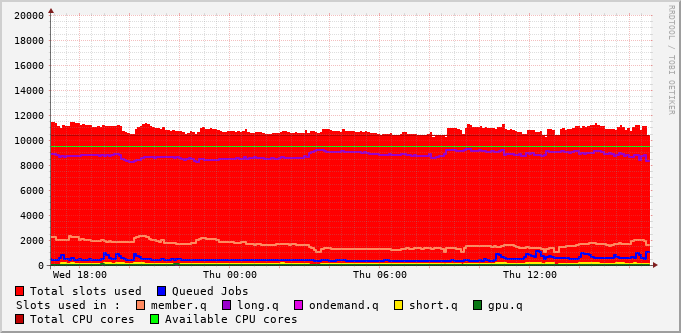 20000
18000
16000
14000
12000
10000
8000
6000
4000
2000
0
Wed 18:00 Thu 00:00 Thu 06:00 Thu 12:00
RRDTOOL / TOBI OETIKER
Total slots used Queued Jobs
Slots used in : member.q long.q ondemand.q short.q gpu.q
Total CPU cores Available CPU cores